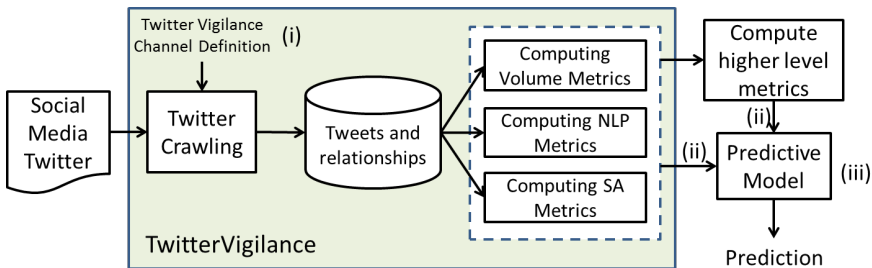 Twitter Vigilance
Channel Definition
(i)
Social
Media
Twitter
Twitter
Crawling
Tweets and
relationships
Computing
Volume Metrics
Computing NLP
Metrics
Computing SA
Metrics
TwitterVigilance
Compute
higher level
metrics
(ii)
(ii)
Predictive
Model
(iii)
Prediction